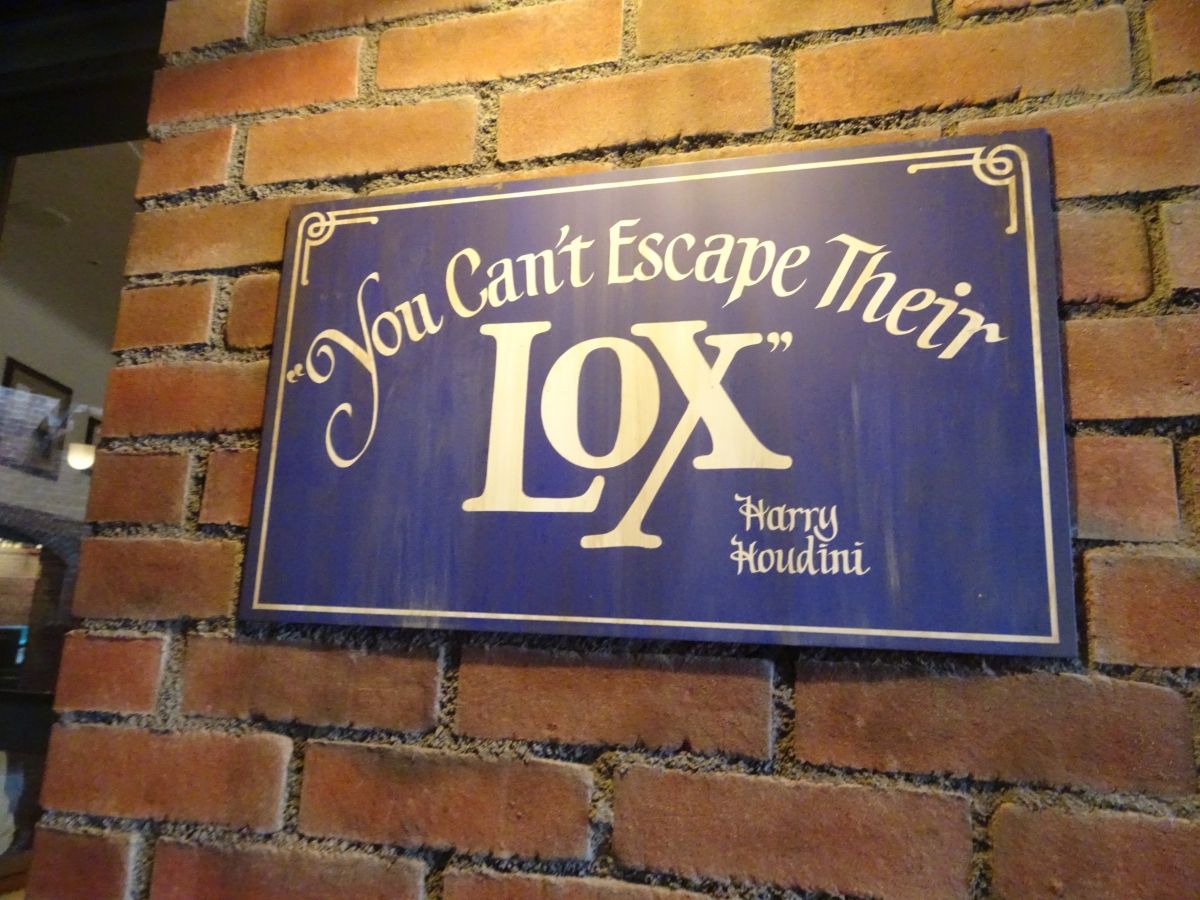 “You Can't Escape Their
LOX”
Harry
Houdini